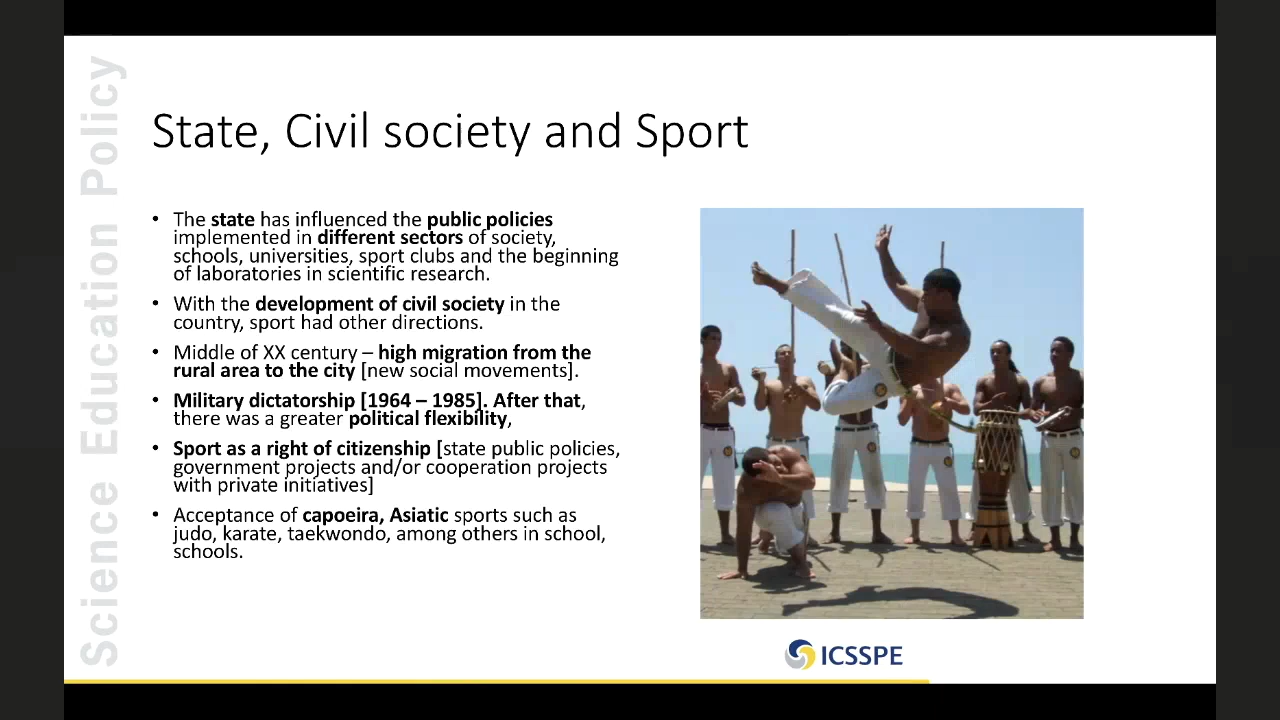 Science Education Policy
State, Civil society and Sport
• The state has influenced the public policies
implemented in different sectors of society,
schools, universities, sport clubs and the beginning
of laboratories in scientific research.
• With the development of civil society in the
country, sport had other directions.
• Middle of XX century – high migration from the
rural area to the city [new social movements].
• Military dictatorship [1964 – 1985]. After that,
there was a greater political flexibility,
• Sport as a right of citizenship [state public policies,
government projects and/or cooperation projects
with private initiatives]
• Acceptance of capoeira, Asiatic sports such as
judo, karate, taekwondo, among others in school,
schools.
ICSSPE